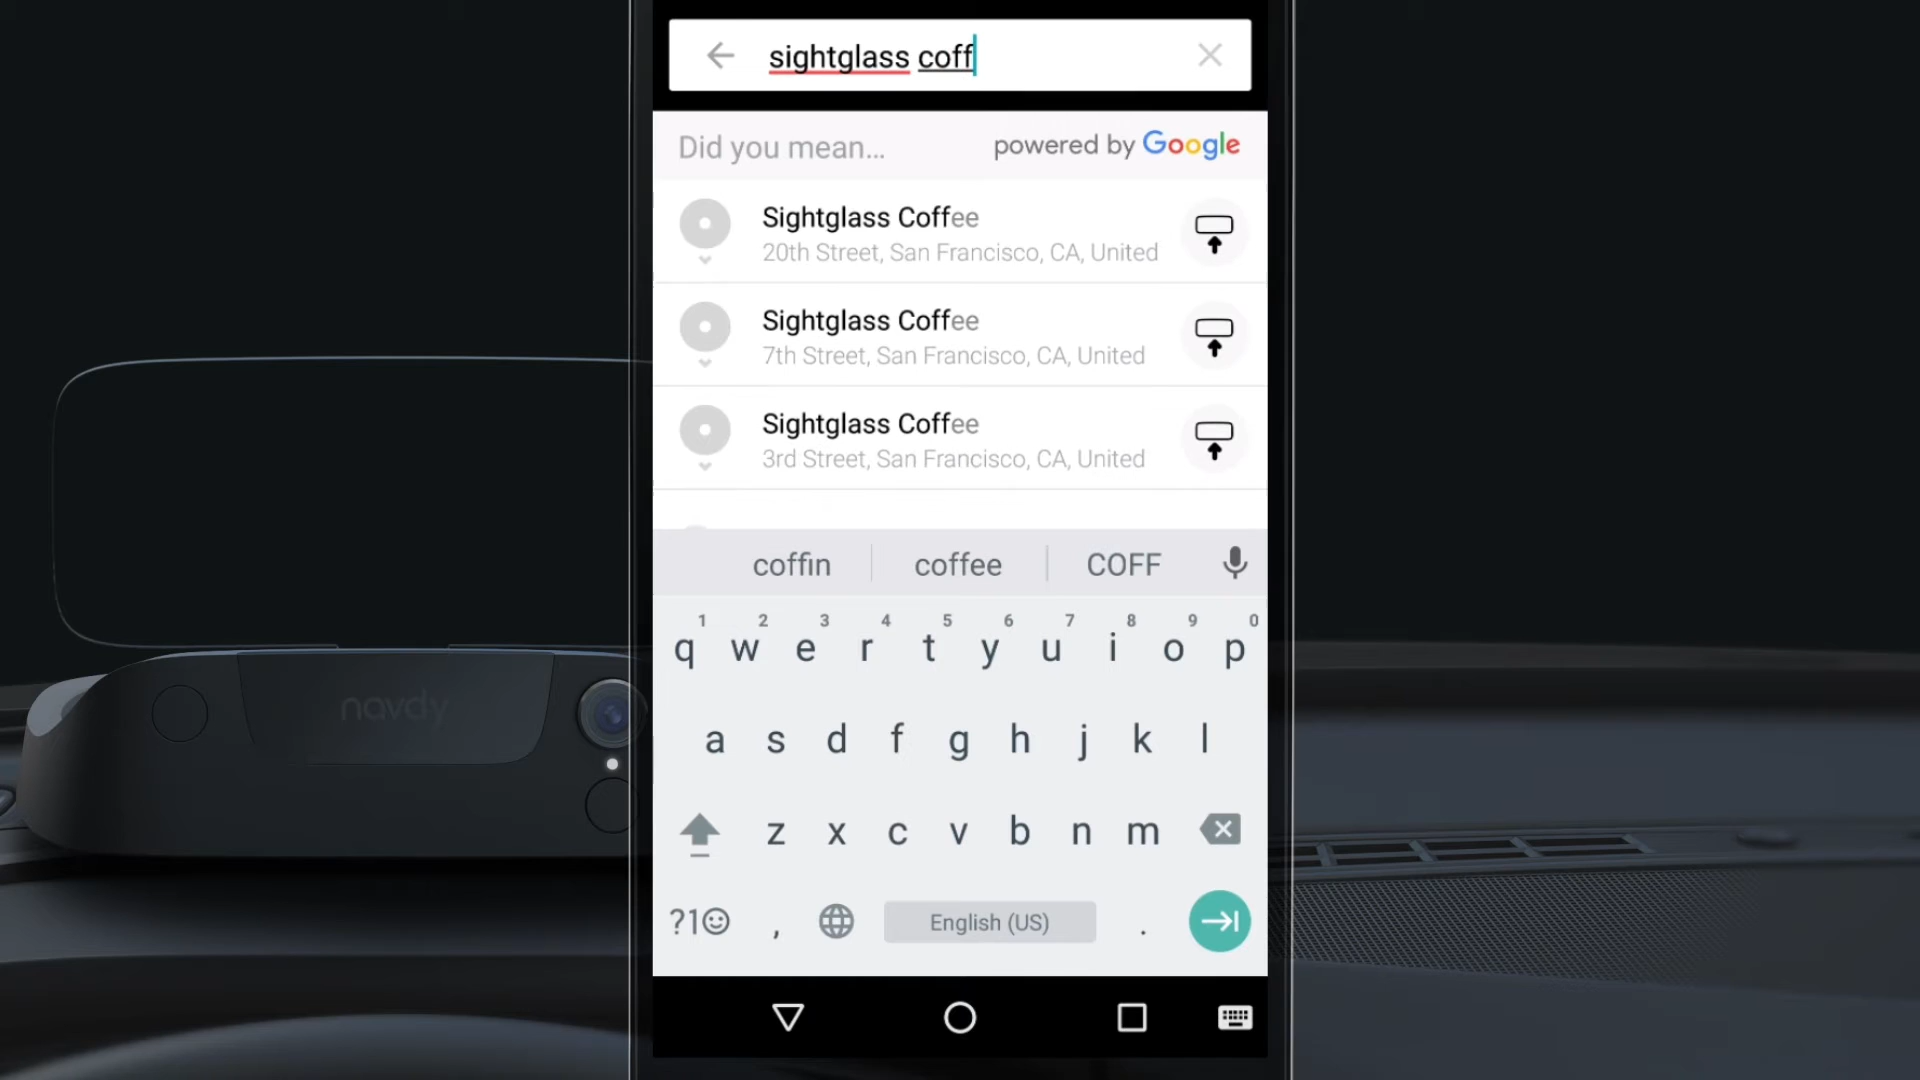 sightglass coff
Did you mean... powered by Google
Sightglass Coffee
20th Street, San Francisco, CA, United
Sightglass Coffee
7th Street, San Francisco, CA, United
Sightglass Coffee
3rd Street, San Francisco, CA, United
coffin coffee COFF
1 2 3 4 5 6 7 8 9 0
q w e r t y u i o p
navdy
a s d f g h j k l
z x c v b n m
?1☺ , English (US) .